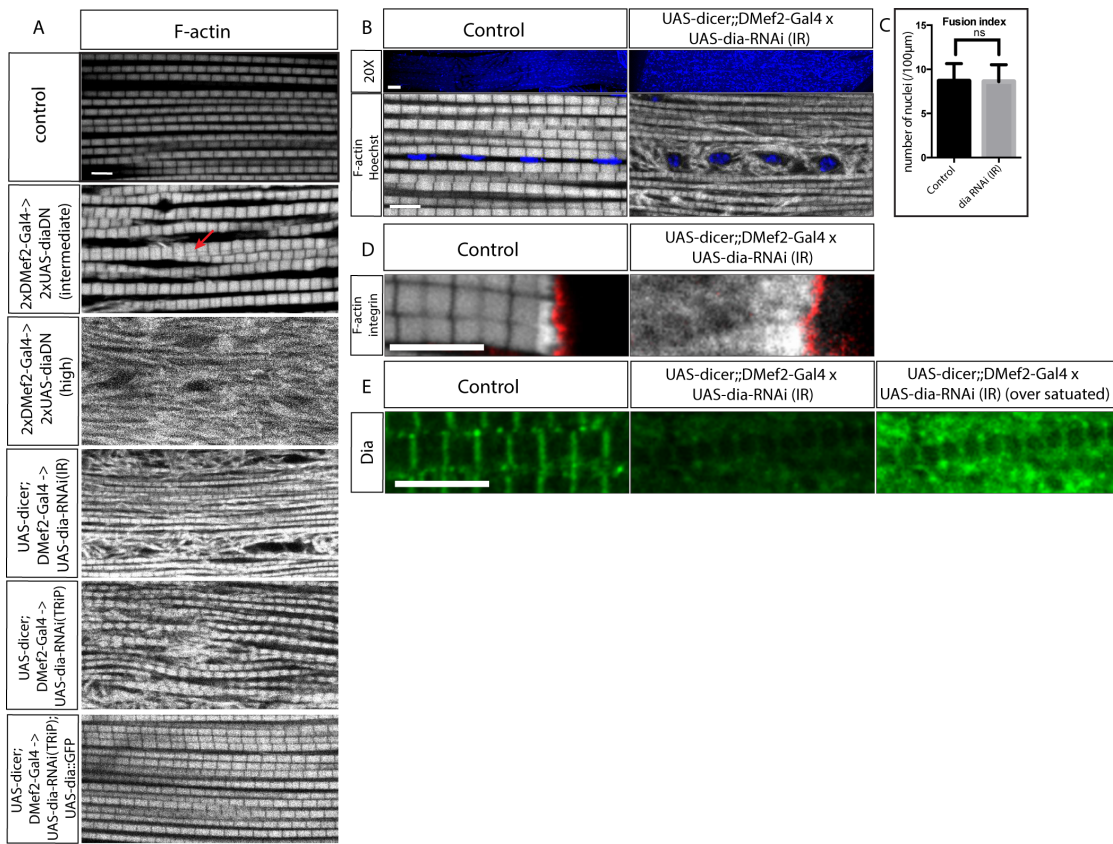 A
F-actin
control
2xDMef2-Gal4->
2xUAS-diaDN
(intermediate)
2xDMef2-Gal4->
2xUAS-diaDN
(high)
UAS-dicer;
DMef2-Gal4 ->
UAS-dia-RNAi(IR)
UAS-dicer;
DMef2-Gal4 ->
UAS-dia-RNAi(TRiP)
UAS-dicer;
DMef2-Gal4 ->
UAS-dia-RNAi(TRiP);
UAS-dia::GFP
B
Control
UAS-dicer;;DMef2-Gal4 x
UAS-dia-RNAi (IR)
20X
F-actin
Hoechst
C
Fusion index
ns
number of nuclei (/100µm)
15
10
5
0
Control
dia RNAi (IR)
D
Control
UAS-dicer;;DMef2-Gal4 x
UAS-dia-RNAi (IR)
F-actin
integrin
E
Control
UAS-dicer;;DMef2-Gal4 x
UAS-dia-RNAi (IR)
UAS-dicer;;DMef2-Gal4 x
UAS-dia-RNAi (IR) (over satuated)
Dia